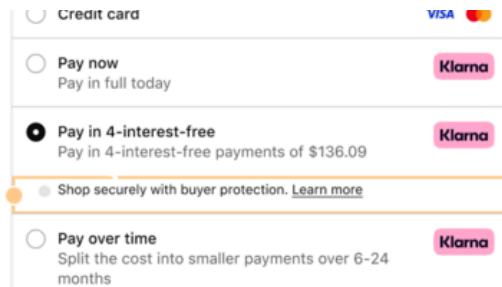 Credit card VISA
Pay now Klarna
Pay in full today
Pay in 4-interest-free Klarna
Pay in 4-interest-free payments of $136.09
Shop securely with buyer protection. Learn more
Pay over time Klarna
Split the cost into smaller payments over 6-24
months